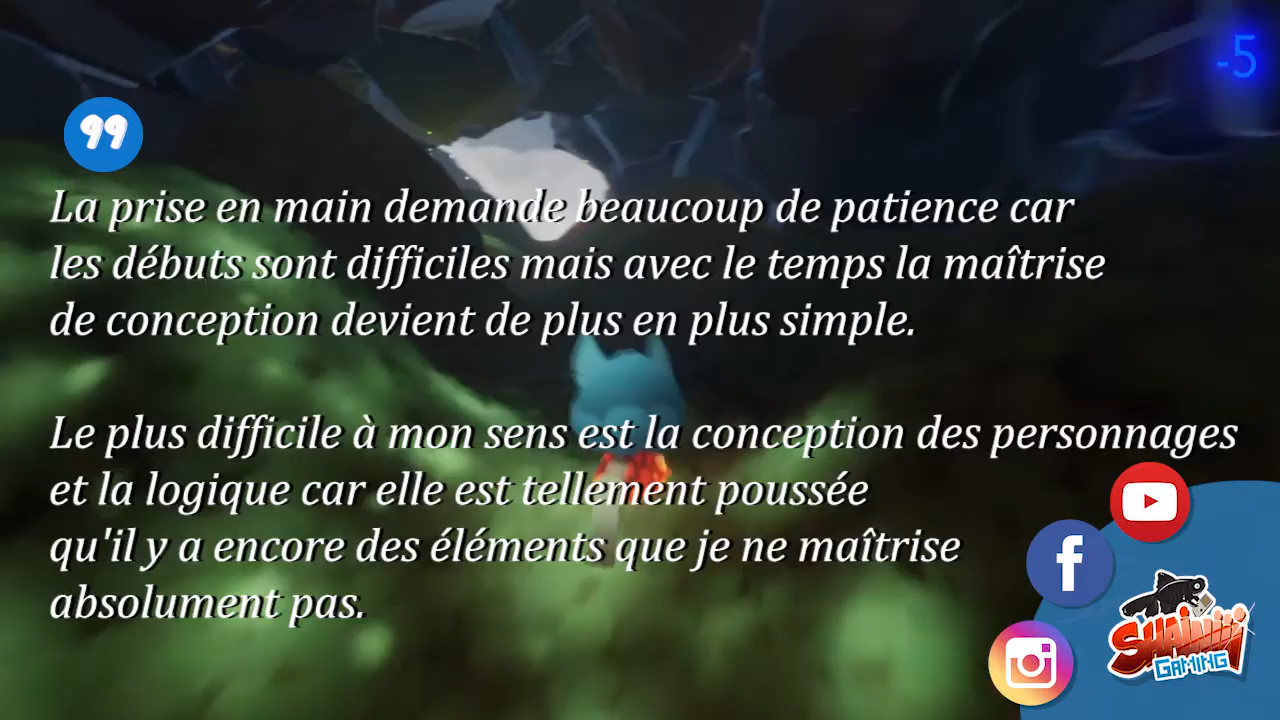 -5
99
La prise en main demande beaucoup de patience car
les débuts sont difficiles mais avec le temps la maîtrise
de conception devient de plus en plus simple.
Le plus difficile à mon sens est la conception des personnages
et la logique car elle est tellement poussée
qu'il y a encore des éléments que je ne maîtrise
absolument pas.
f
SHAINIII
GAMING